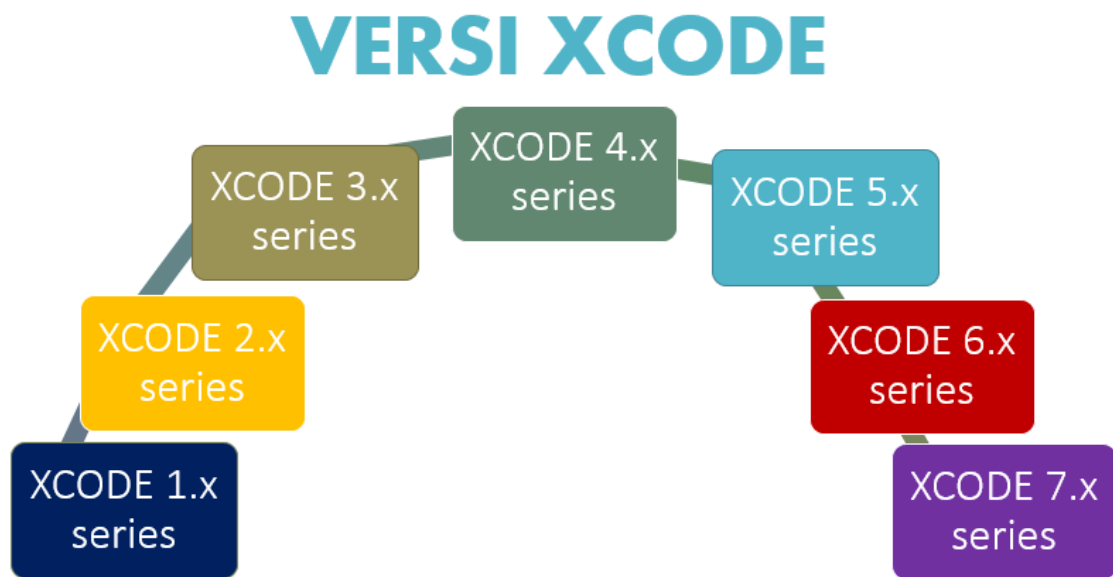 VERSI XCODE
XCODE 1.x
series
XCODE 2.x
series
XCODE 3.x
series
XCODE 4.x
series
XCODE 5.x
series
XCODE 6.x
series
XCODE 7.x
series